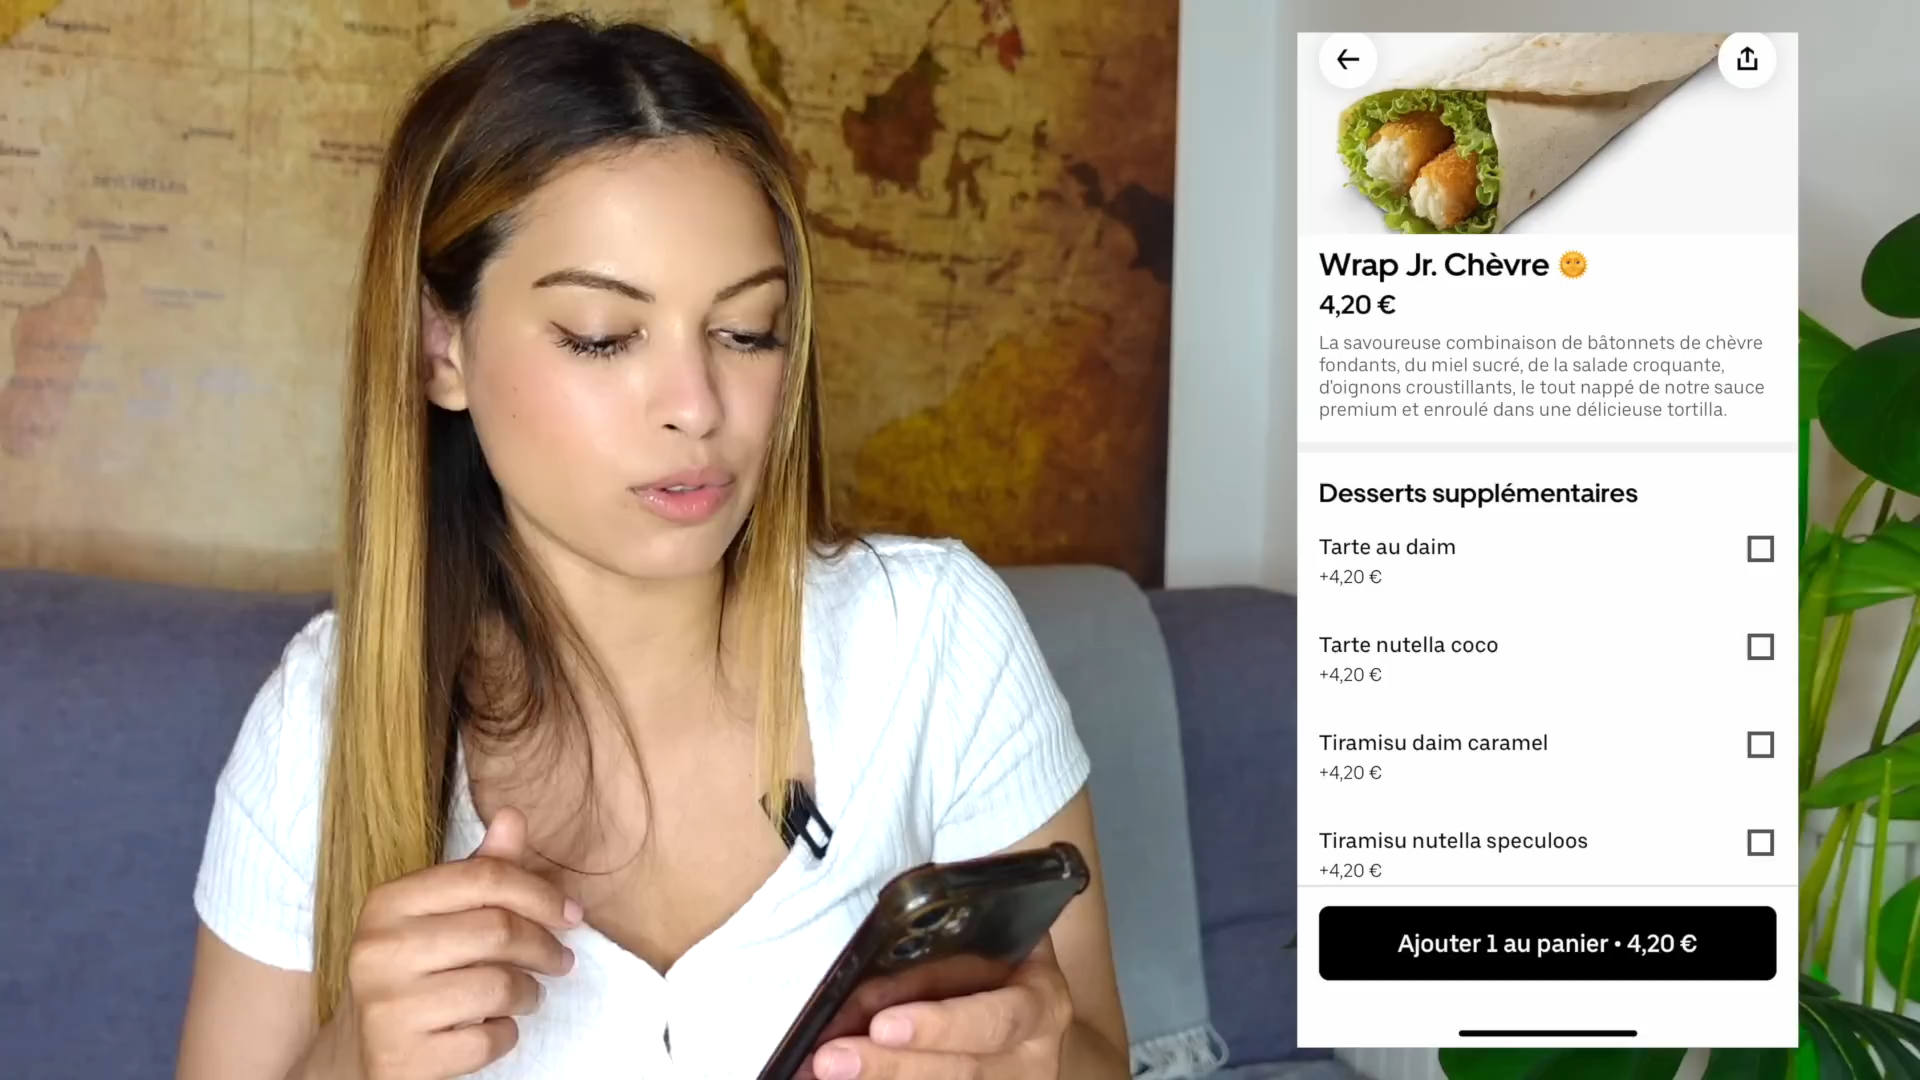 Wrap Jr. Chèvre 🌞
4,20 €
La savoureuse combinaison de bâtonnets de chèvre
fondants, du miel sucré, de la salade croquante,
d'oignons croustillants, le tout nappé de notre sauce
premium et enroulé dans une délicieuse tortilla.
Desserts supplémentaires
Tarte au daim
+4,20 €
Tarte nutella coco
+4,20 €
Tiramisu daim caramel
+4,20 €
Tiramisu nutella speculoos
+4,20 €
Ajouter 1 au panier • 4,20 €